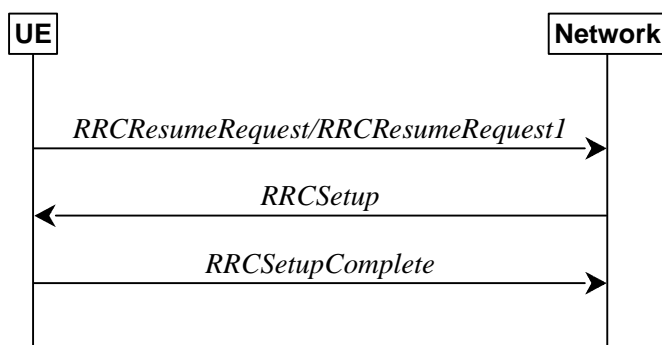 UE Network
RRCResumeRequest/RRCResumeRequest1
RRCSetup
RRCSetupComplete